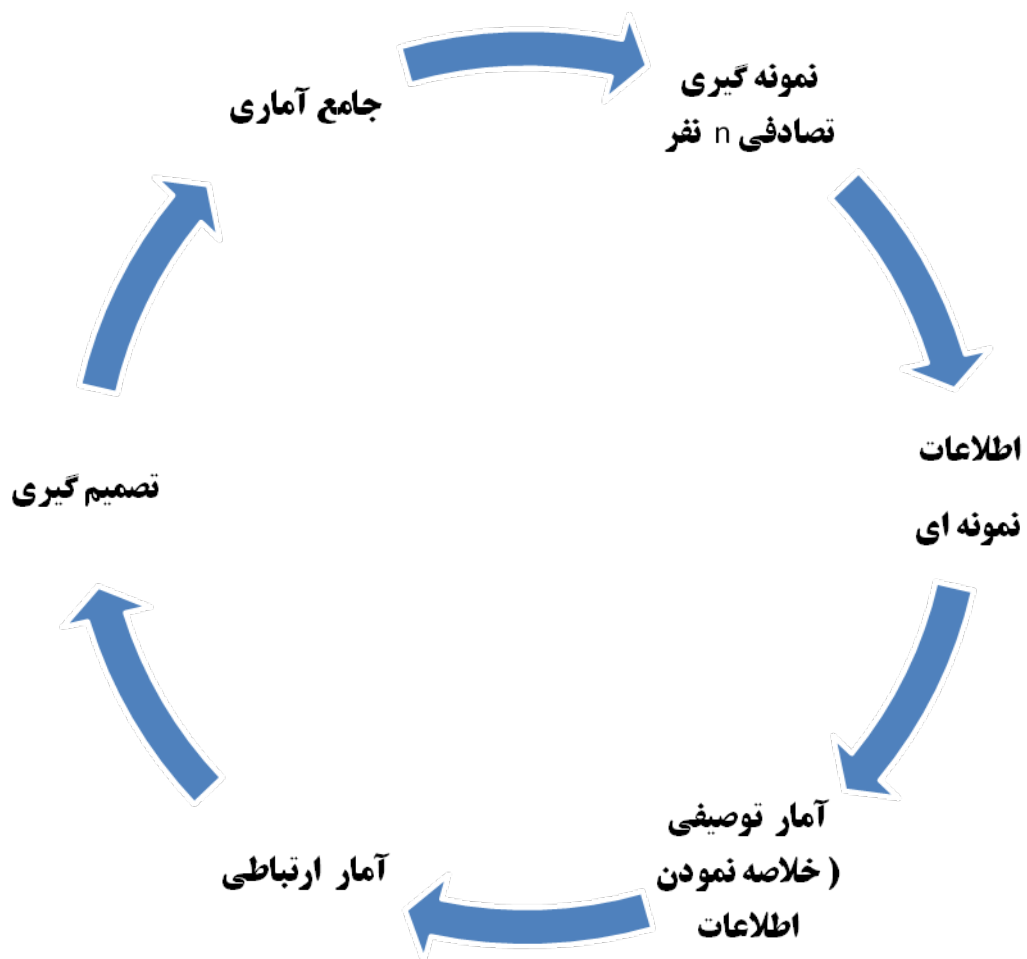 جامع آماری
نمونه گیری
تصادفی n نفر
اطلاعات
نمونه ای
آمار توصیفی
( خلاصه نمودن
اطلاعات
آمار ارتباطی
تصمیم گیری